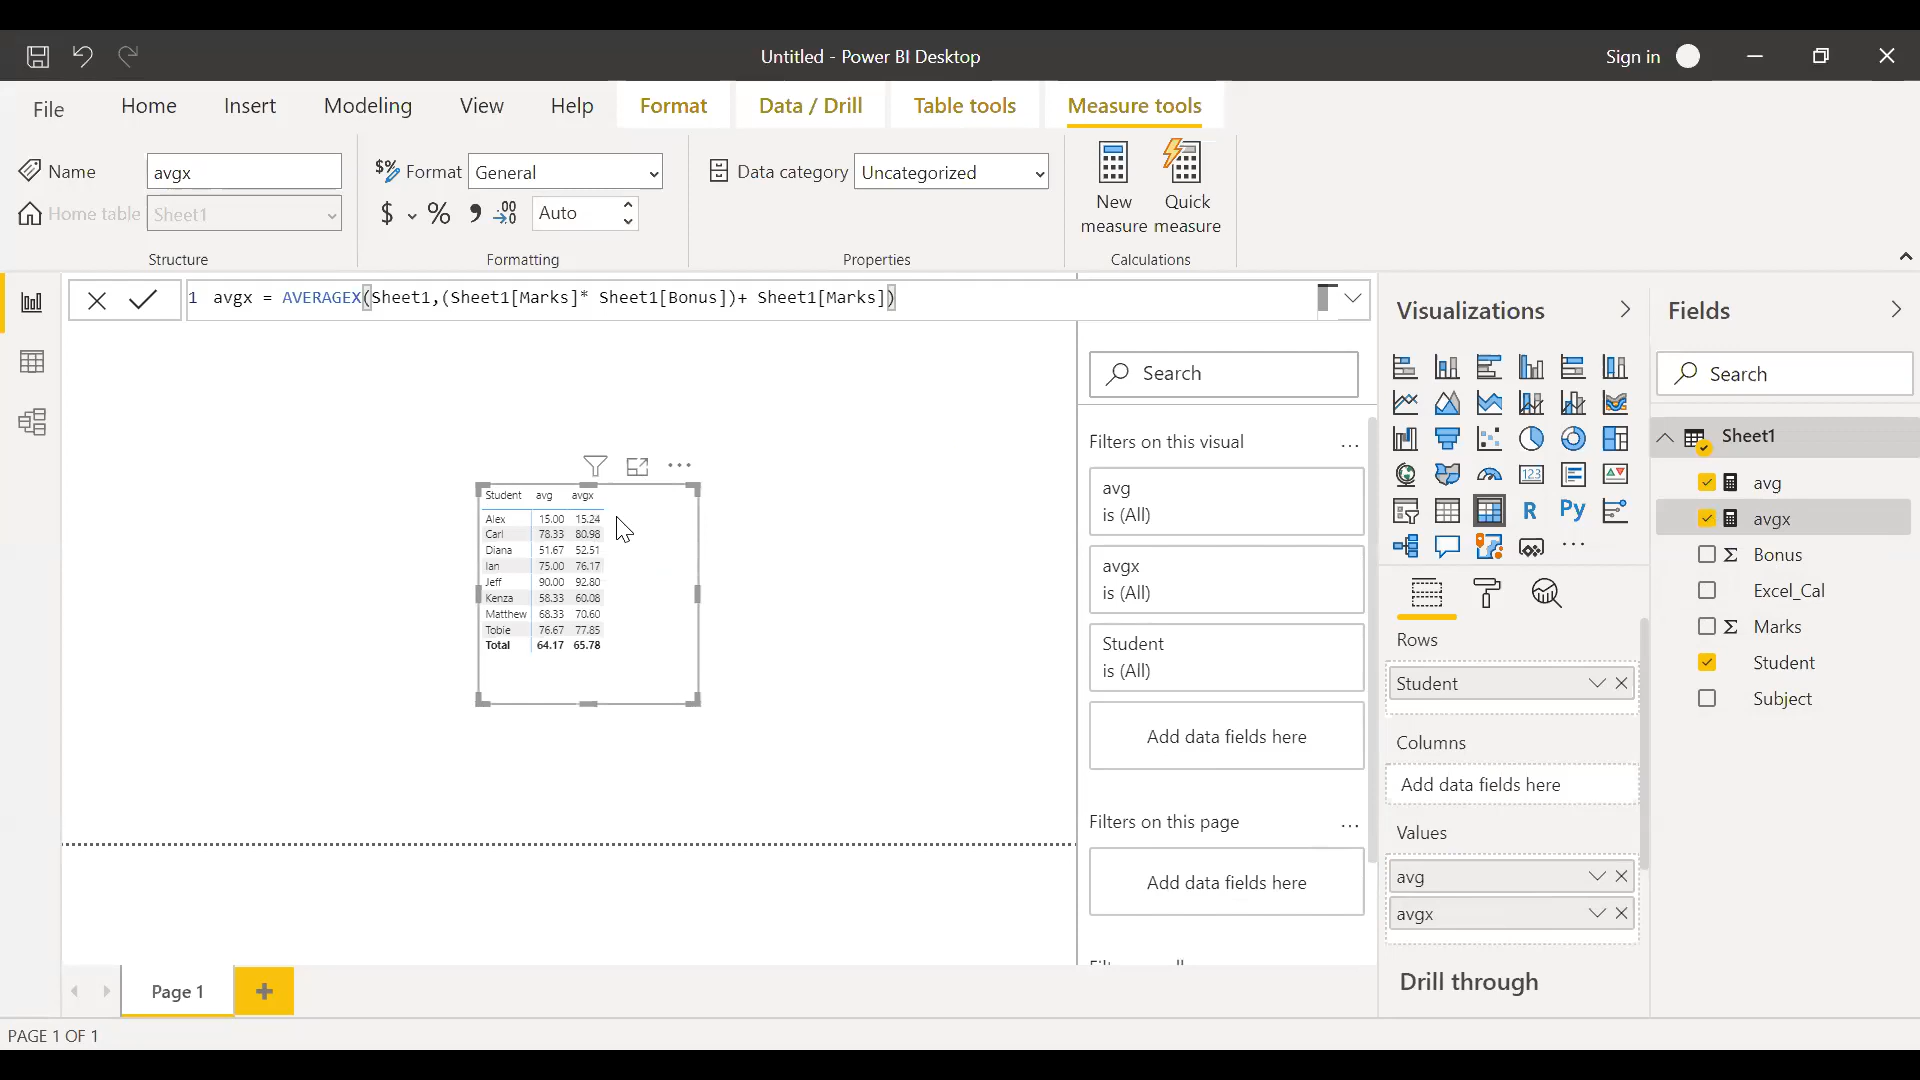 Untitled - Power BI Desktop
Sign in
File
Home
Insert
Modeling
View
Help
Format
Data / Drill
Table tools
Measure tools
Name
avgx
Format
General
Data category
Uncategorized
Home table
Sheet1
$
%
Auto
New
measure
Quick
measure
Structure
Formatting
Properties
Calculations
1 avgx = AVERAGEX(Sheet1,(Sheet1[Marks]* Sheet1[Bonus])+ Sheet1[Marks])
Student avg avgx
Alex 15.00 15.24
Carl 78.33 80.98
Diana 51.67 52.51
Ian 75.00 76.17
Jeff 90.00 92.80
Kenza 58.33 60.08
Matthew 68.33 70.60
Tobie 76.67 77.85
Total 64.17 65.78
Search
Filters on this visual
avg
is (All)
avgx
is (All)
Student
is (All)
Add data fields here
Filters on this page
Add data fields here
Visualizations
123
R
Py
Rows
Student
Columns
Add data fields here
Values
avg
avgx
Drill through
Fields
Search
Sheet1
avg
avgx
Σ Bonus
Excel_Cal
Σ Marks
Student
Subject
Page 1
PAGE 1 OF 1